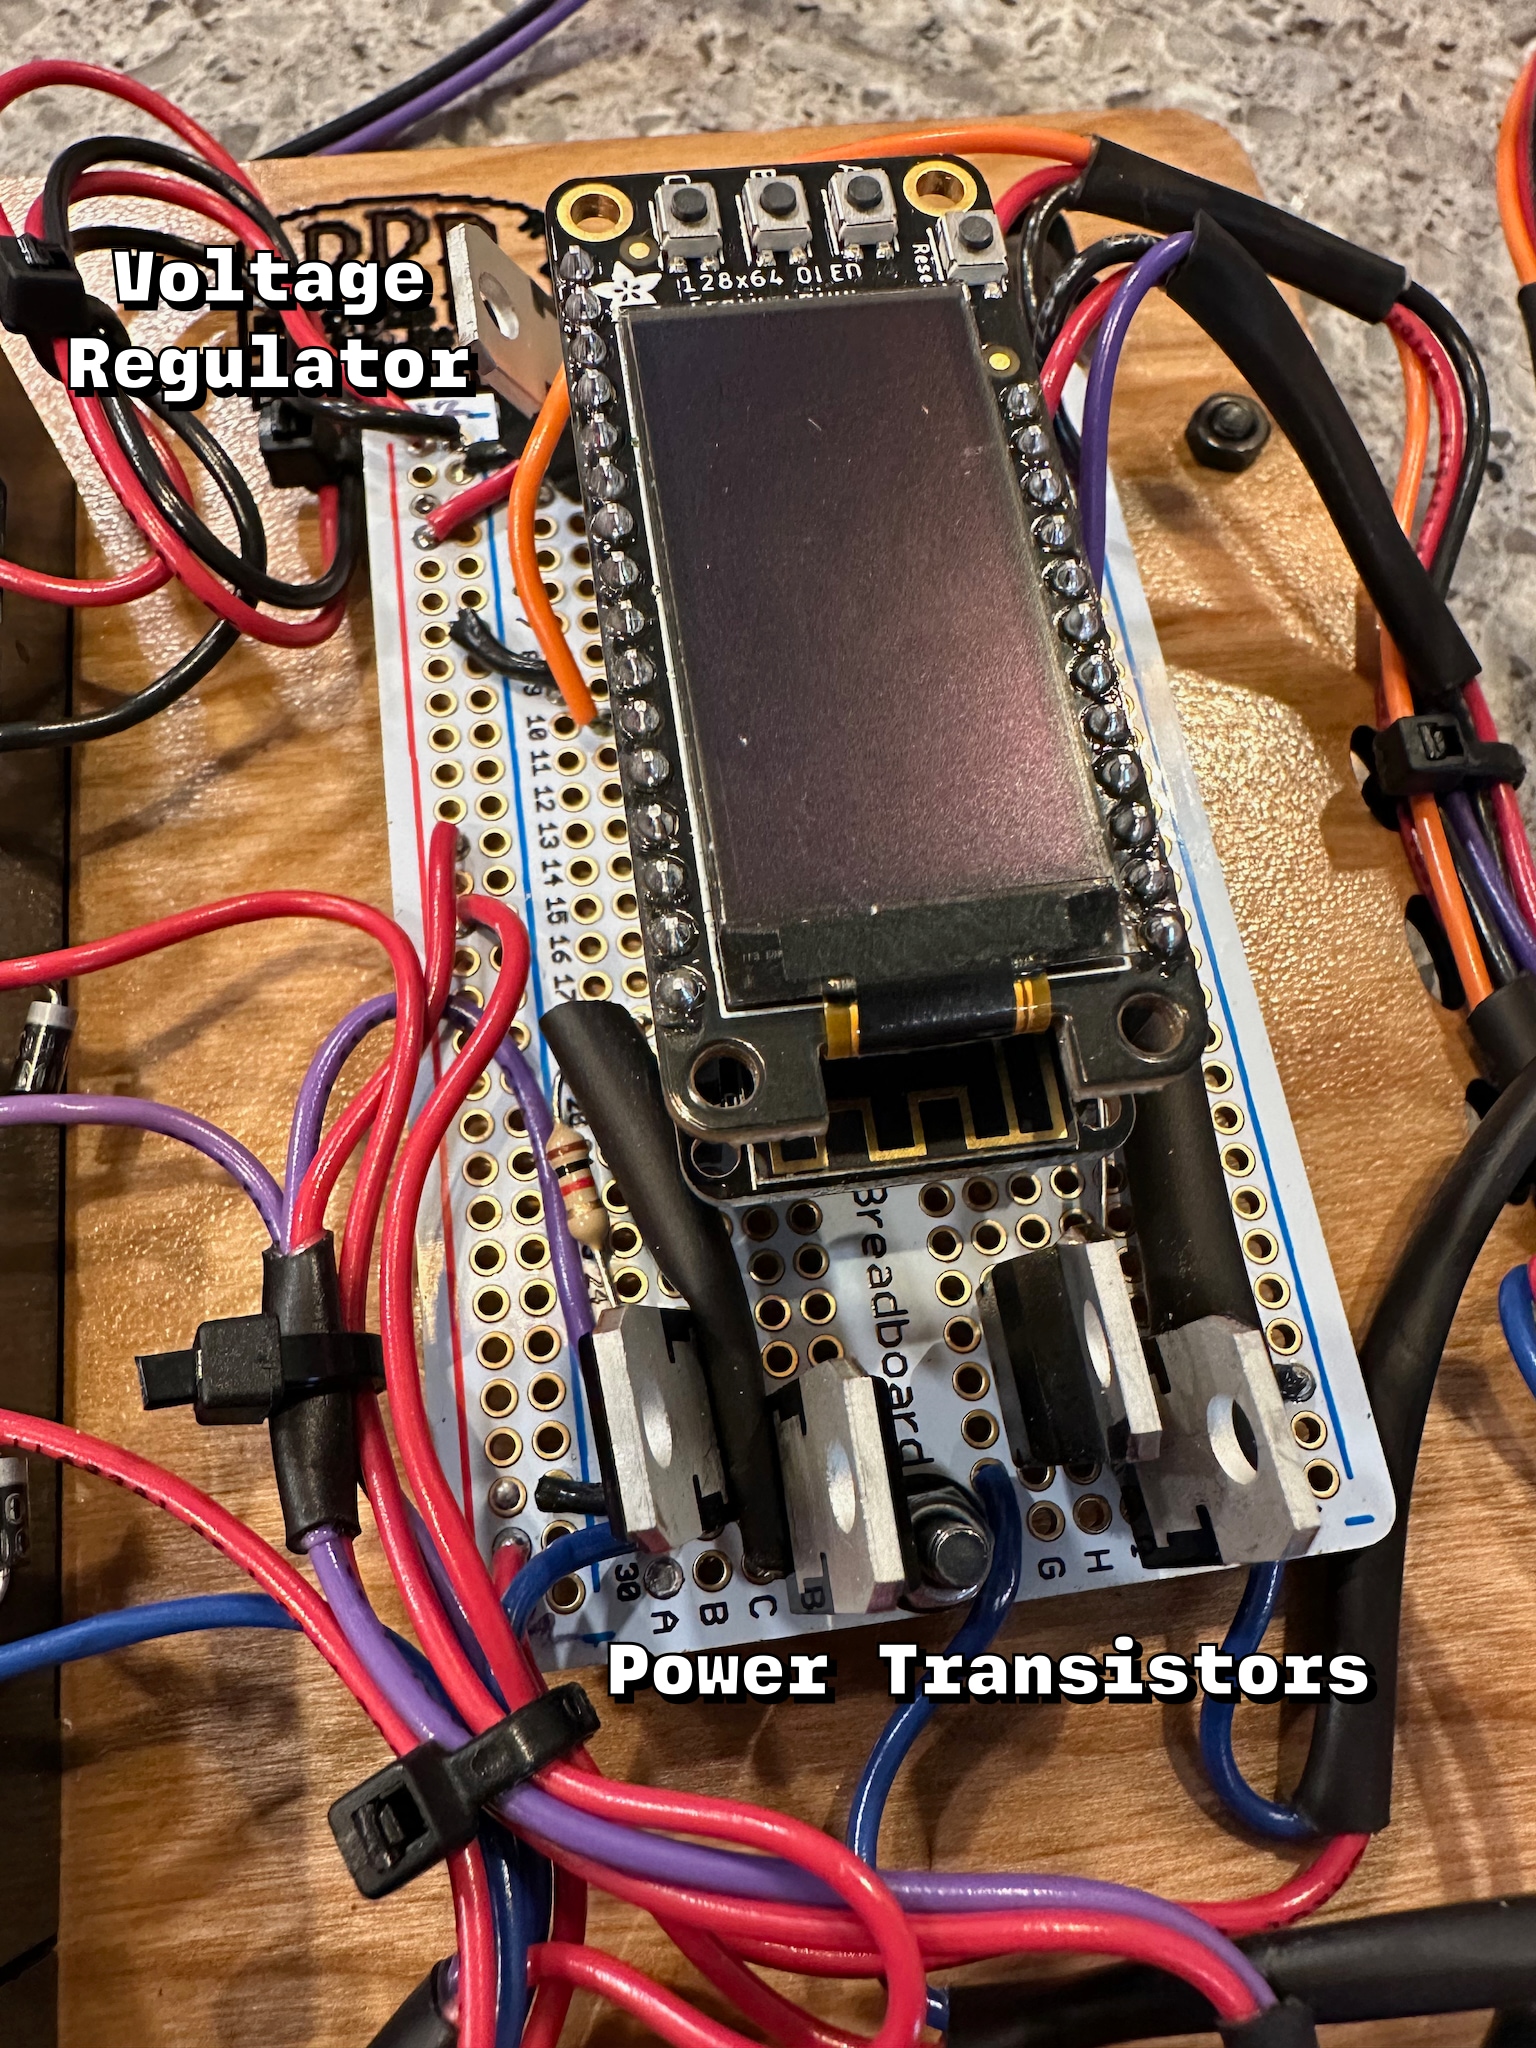 Voltage
Regulator
C
B
A
Reset
128x64 OLED
10
11
12
13
14
15
16
17
Breadboard
30
A
B
C
G
H
Power Transistors